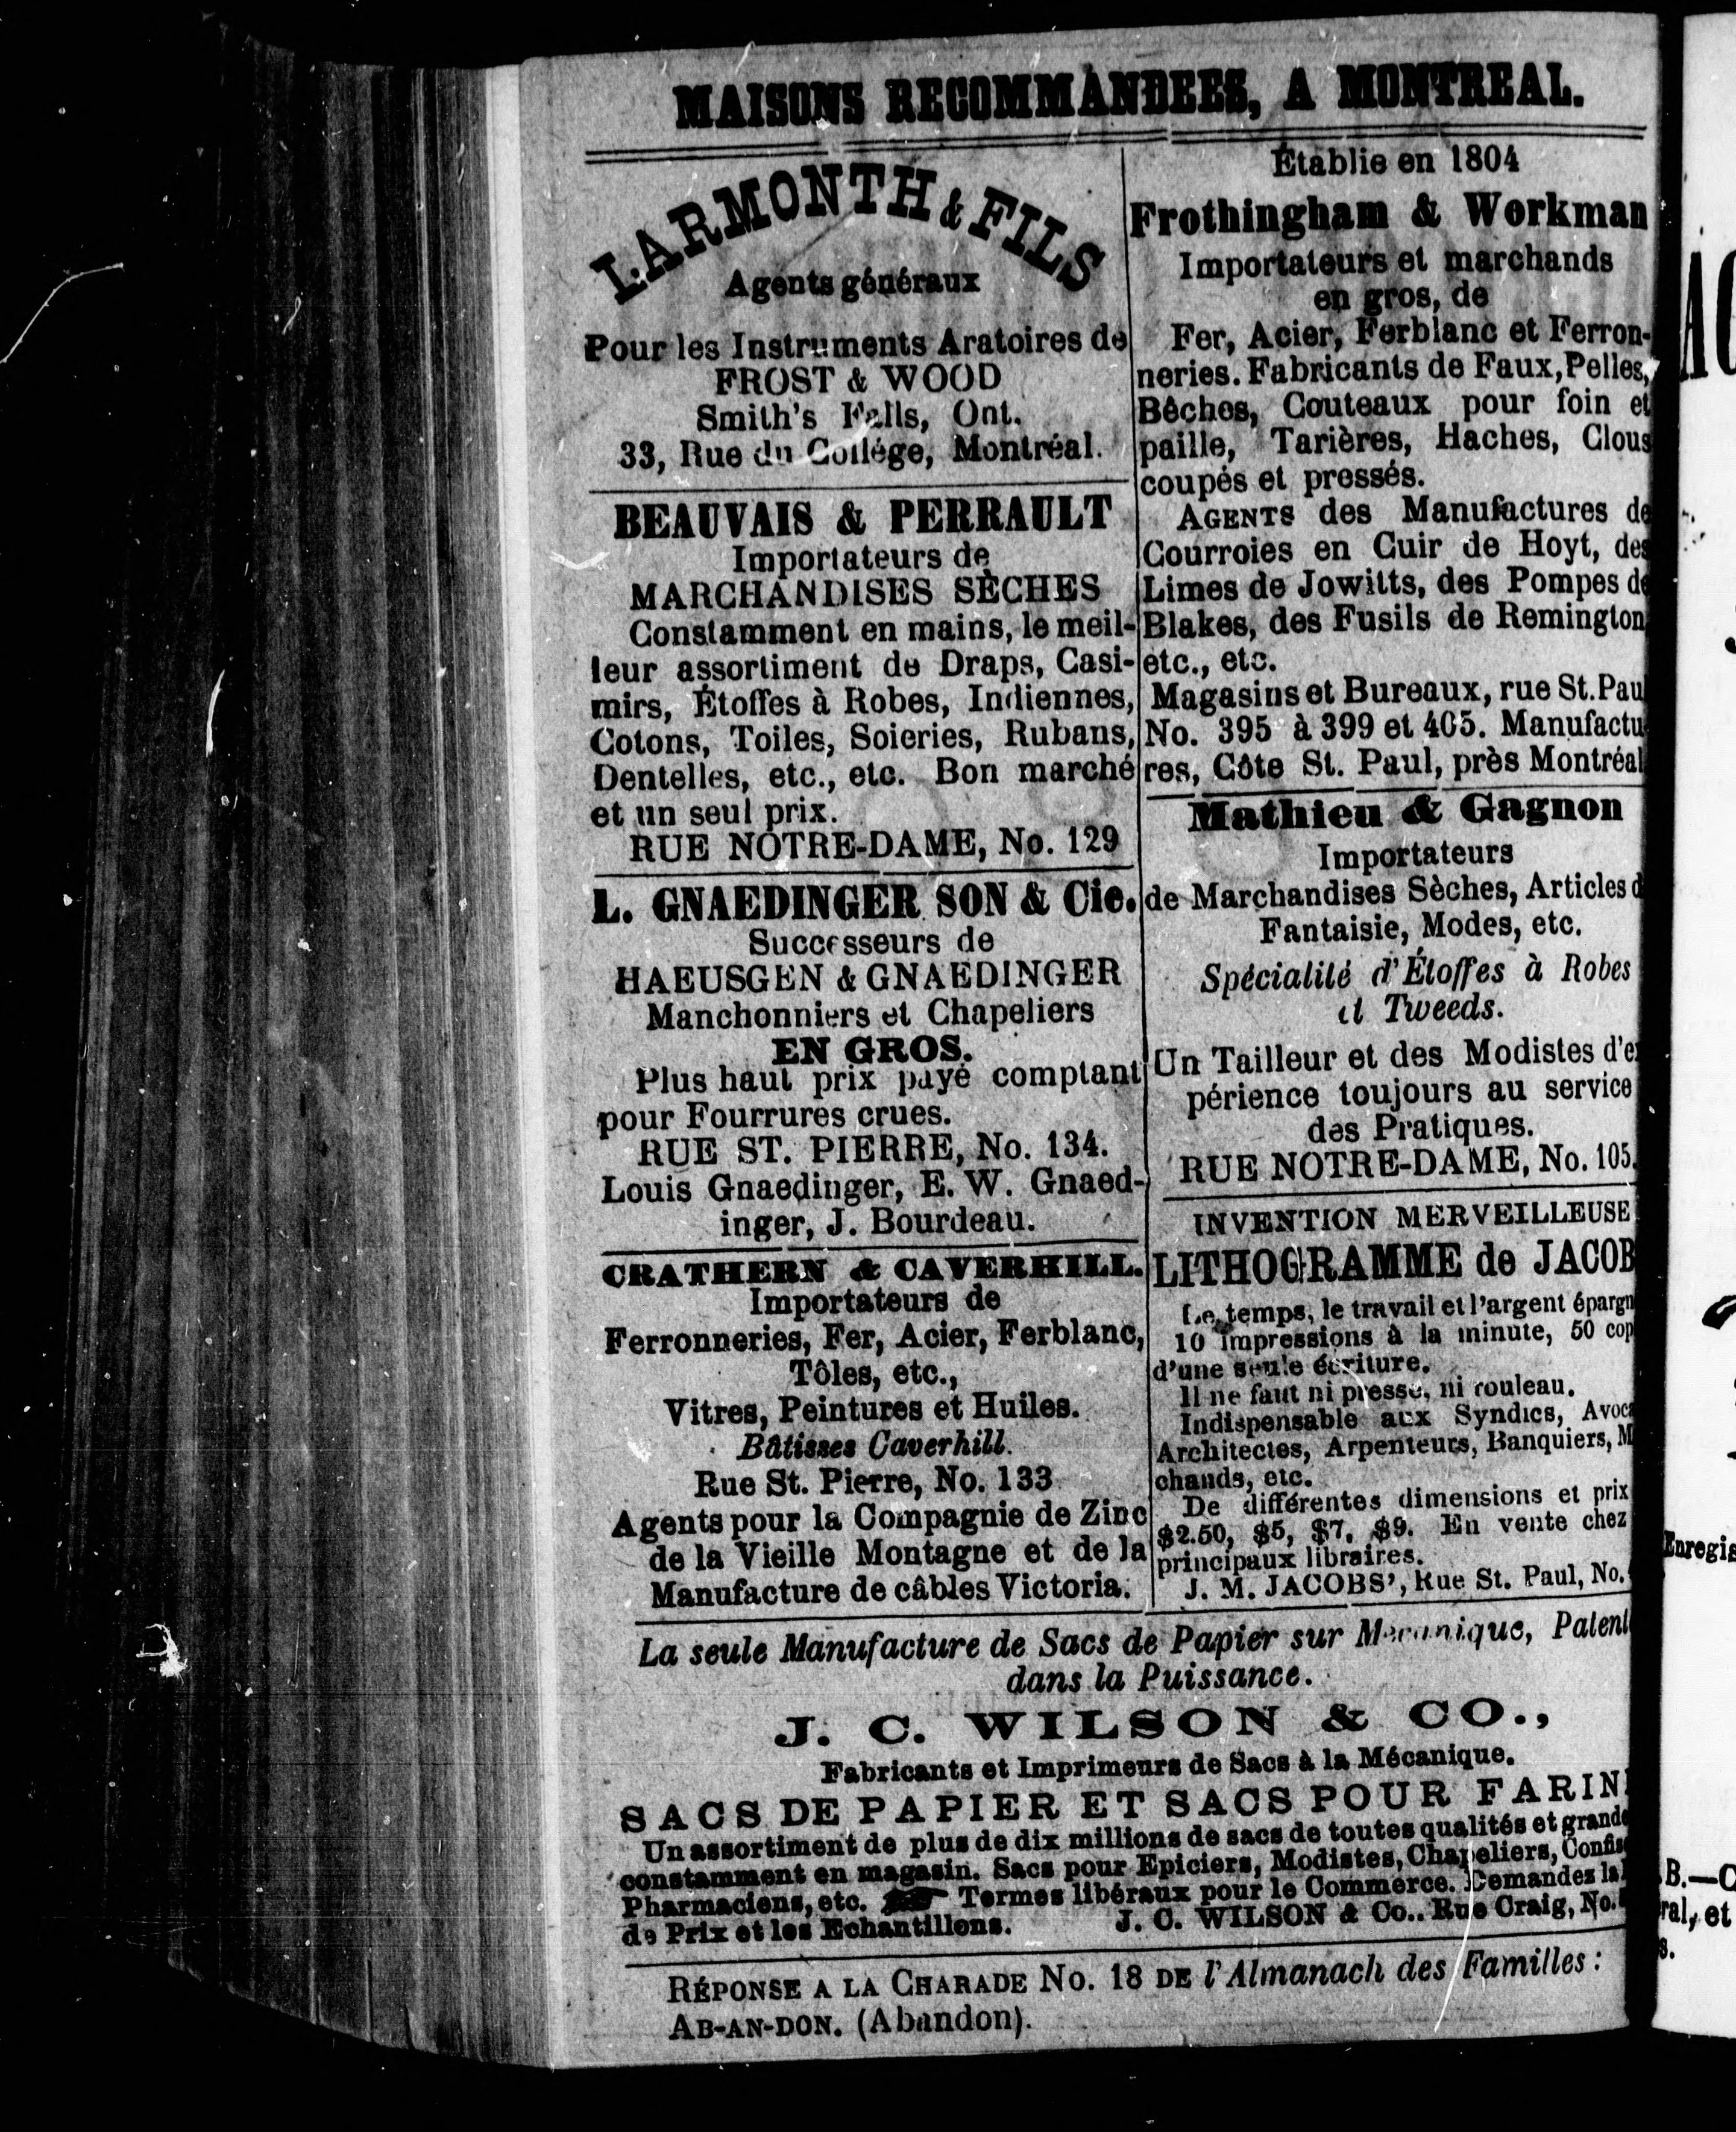 MAISONS RECOMMANDEES, A MONTREAL.
LARMONTH & FILS
Agents généraux
Pour les Instruments Aratoires de
FROST & WOOD
Smith's Falls, Ont.
33, Rue du Collége, Montréal.
BEAUVAIS & PERRAULT
Importateurs de
MARCHANDISES SÈCHES
Constamment en mains, le meil-
leur assortiment de Draps, Casi-
mirs, Étoffes à Robes, Indiennes,
Cotons, Toiles, Soieries, Rubans,
Dentelles, etc., etc. Bon marché
et un seul prix.
RUE NOTRE-DAME, No. 129
L. GNAEDINGER SON & Cie.
Successeurs de
HAEUSGEN & GNAEDINGER
Manchonniers et Chapeliers
EN GROS.
Plus haut prix payé comptant
pour Fourrures crues.
RUE ST. PIERRE, No. 134.
Louis Gnaedinger, E. W. Gnaed-
inger, J. Bourdeau.
CRATHERN & CAVERHILL.
Importateurs de
Ferronneries, Fer, Acier, Ferblanc,
Tôles, etc.,
Vitres, Peintures et Huiles.
Bâtisses Caverhill.
Rue St. Pierre, No. 133
Agents pour la Compagnie de Zinc
de la Vieille Montagne et de la
Manufacture de câbles Victoria.
Établie en 1804
Frothingham & Workman
Importateurs et marchands
en gros, de
Fer, Acier, Ferblanc et Ferron-
neries. Fabricants de Faux, Pelles,
Bêches, Couteaux pour foin et
paille, Tarières, Haches, Clous
coupés et pressés.
AGENTS des Manufactures de
Courroies en Cuir de Hoyt, des
Limes de Jowitts, des Pompes de
Blakes, des Fusils de Remington
etc., etc.
Magasins et Bureaux, rue St. Pau
No. 395 à 399 et 405. Manufactu
res, Côte St. Paul, près Montréal
Mathieu & Gagnon
Importateurs
de Marchandises Sèches, Articles d
Fantaisie, Modes, etc.
Spécialité d'Étoffes à Robes
et Tweeds.
Un Tailleur et des Modistes d'e
périence toujours au service
des Pratiques.
RUE NOTRE-DAME, No. 105.
INVENTION MERVEILLEUSE
LITHOGRAMME de JACOB
Le temps, le travail et l'argent épargn
10 impressions à la minute, 50 cop
d'une seule écriture.
Il ne faut ni presse, ni rouleau.
Indispensable aux Syndics, Avoca
Architectes, Arpenteurs, Banquiers, M
chands, etc.
De différentes dimensions et prix
$2.50, $5, $7, $9. En vente chez
principaux libraires.
J. M. JACOBS', Rue St. Paul, No.
La seule Manufacture de Sacs de Papier sur Mécanique, Patent
dans la Puissance.
J. C. WILSON & CO.,
Fabricants et Imprimeurs de Sacs à la Mécanique.
SACS DE PAPIER ET SACS POUR FARIN
Un assortiment de plus de dix millions de sacs de toutes qualités et grande
constamment en magasin. Sacs pour Epiciers, Modistes, Chapeliers, Confis
Pharmaciens, etc. Termes libéraux pour le Commerce. Demandez la
de Prix et les Echantillons. J. C. WILSON & Co.. Rue Craig, No.
RÉPONSE A LA CHARADE No. 18 DE l'Almanach des Familles :
AB-AN-DON. (Abandon).
Enregis
B.—C
ral, et
s.